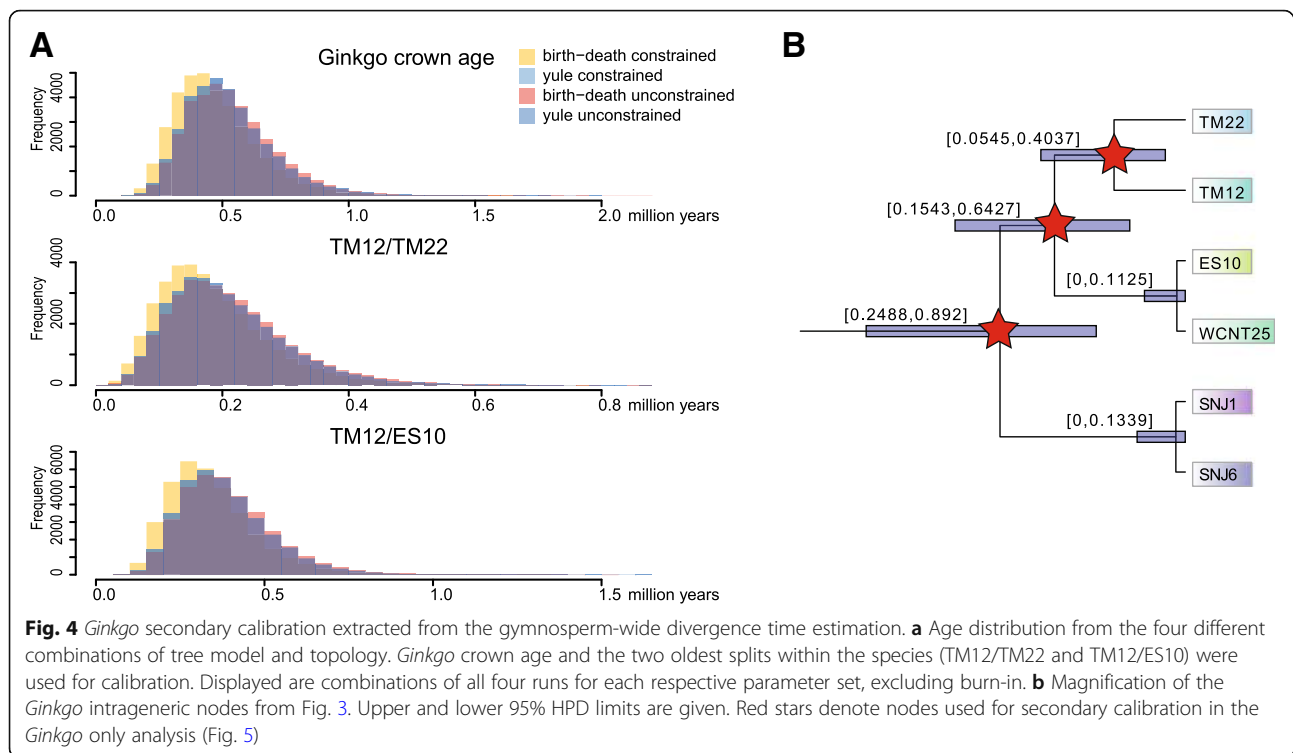 A
Ginkgo crown age
birth−death constrained
yule constrained
birth−death unconstrained
yule unconstrained
Frequency
0 2000 4000
0.0 0.5 1.0 1.5 2.0 million years
TM12/TM22
Frequency
0 2000 4000
0.0 0.2 0.4 0.6 0.8 million years
TM12/ES10
Frequency
0 2000 4000 6000
0.0 0.5 1.0 1.5 million years
B
[0.0545,0.4037]
TM22
TM12
[0.1543,0.6427]
ES10
[0,0.1125]
WCNT25
[0.2488,0.892]
SNJ1
[0,0.1339]
SNJ6
Fig. 4 Ginkgo secondary calibration extracted from the gymnosperm-wide divergence time estimation. a Age distribution from the four different
combinations of tree model and topology. Ginkgo crown age and the two oldest splits within the species (TM12/TM22 and TM12/ES10) were
used for calibration. Displayed are combinations of all four runs for each respective parameter set, excluding burn-in. b Magnification of the
Ginkgo intrageneric nodes from Fig. 3. Upper and lower 95% HPD limits are given. Red stars denote nodes used for secondary calibration in the
Ginkgo only analysis (Fig. 5)